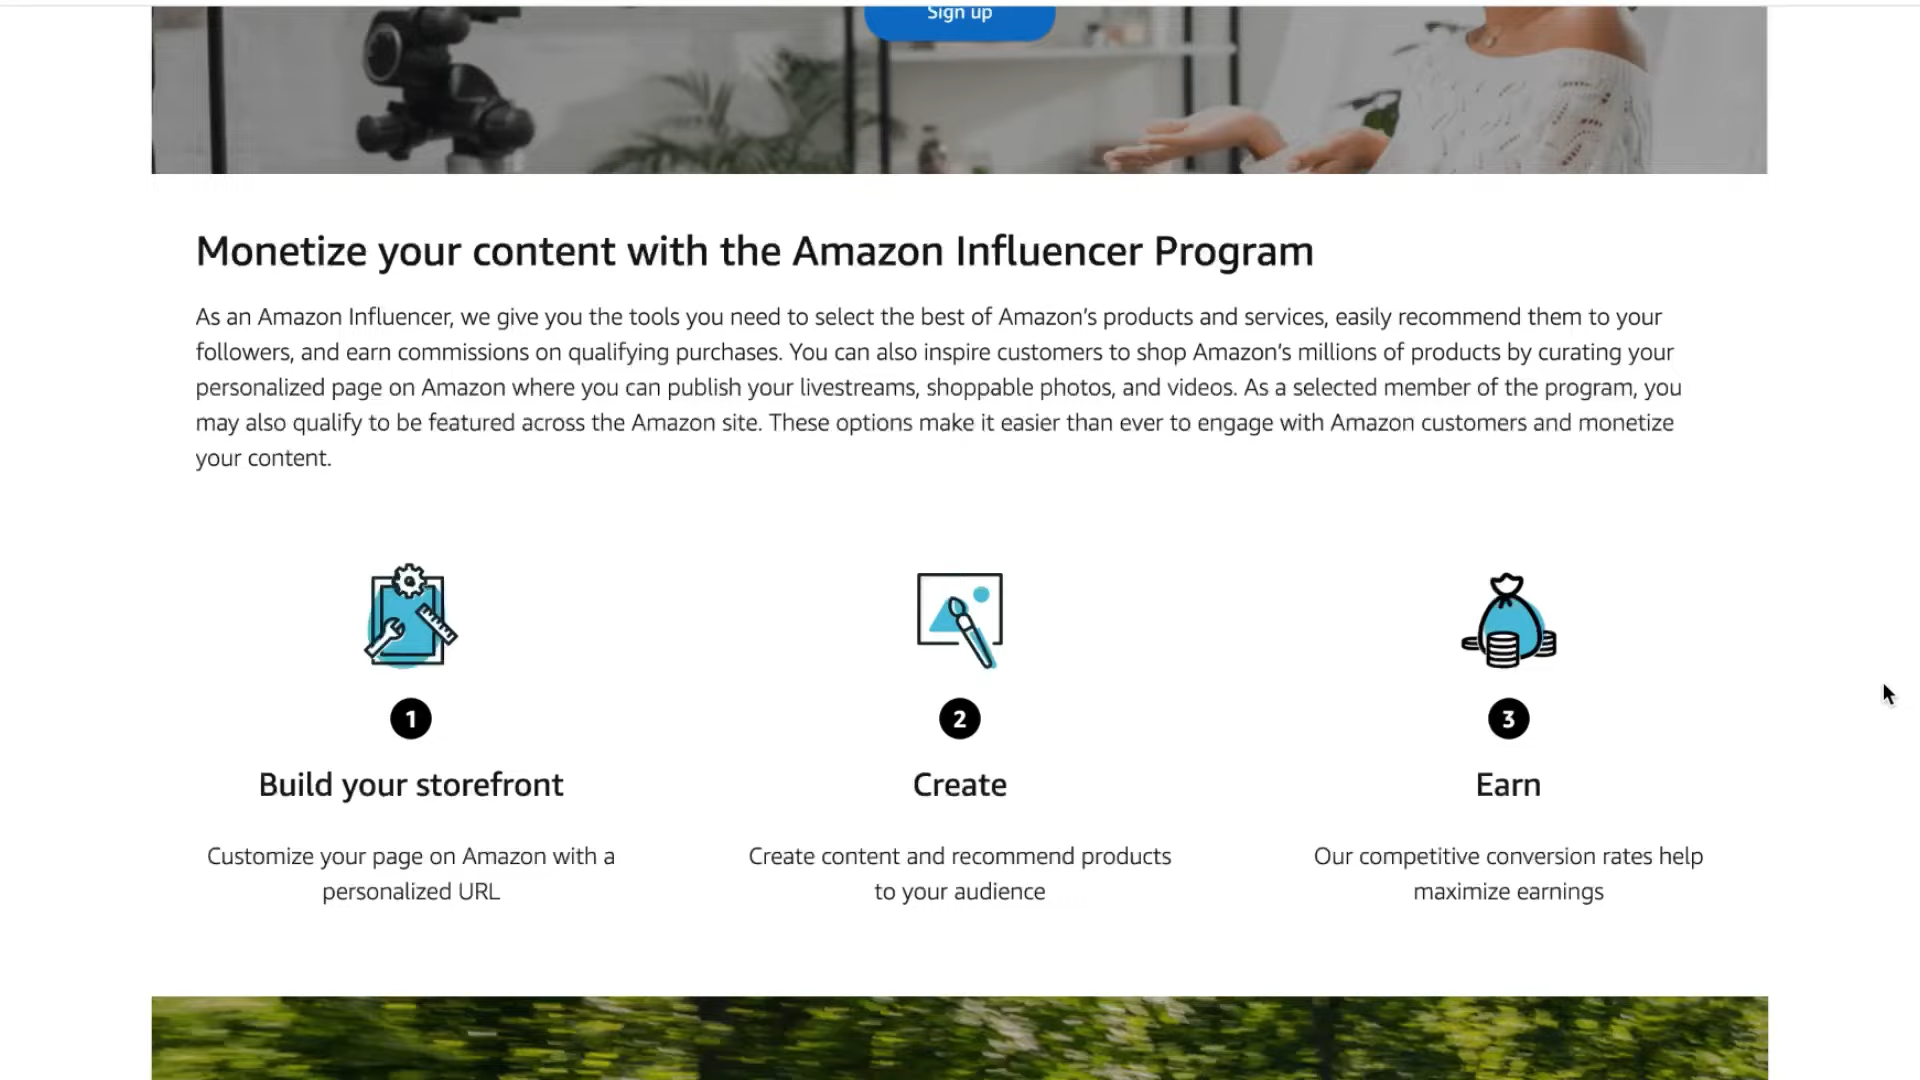 Sign up
Monetize your content with the Amazon Influencer Program
As an Amazon Influencer, we give you the tools you need to select the best of Amazon's products and services, easily recommend them to your
followers, and earn commissions on qualifying purchases. You can also inspire customers to shop Amazon's millions of products by curating your
personalized page on Amazon where you can publish your livestreams, shoppable photos, and videos. As a selected member of the program, you
may also qualify to be featured across the Amazon site. These options make it easier than ever to engage with Amazon customers and monetize
your content.
1
Build your storefront
Customize your page on Amazon with a
personalized URL
2
Create
Create content and recommend products
to your audience
3
Earn
Our competitive conversion rates help
maximize earnings